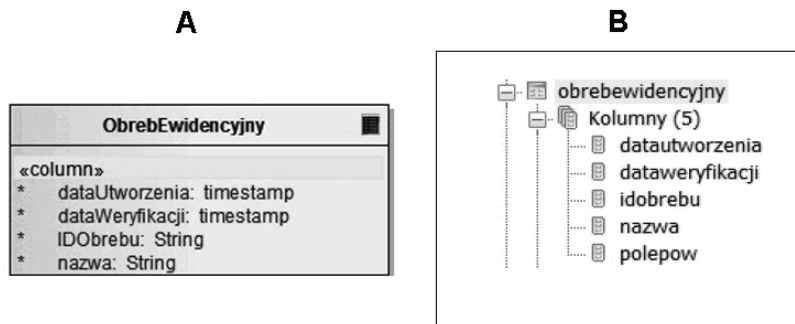 A
ObrebEwidencyjny
«column»
* dataUtworzenia: timestamp
* dataWeryfikacji: timestamp
* IDObrebu: String
* nazwa: String
B
obrebewidencyjny
Kolumny (5)
datautworzenia
dataweryfikacji
idobrebu
nazwa
polepow